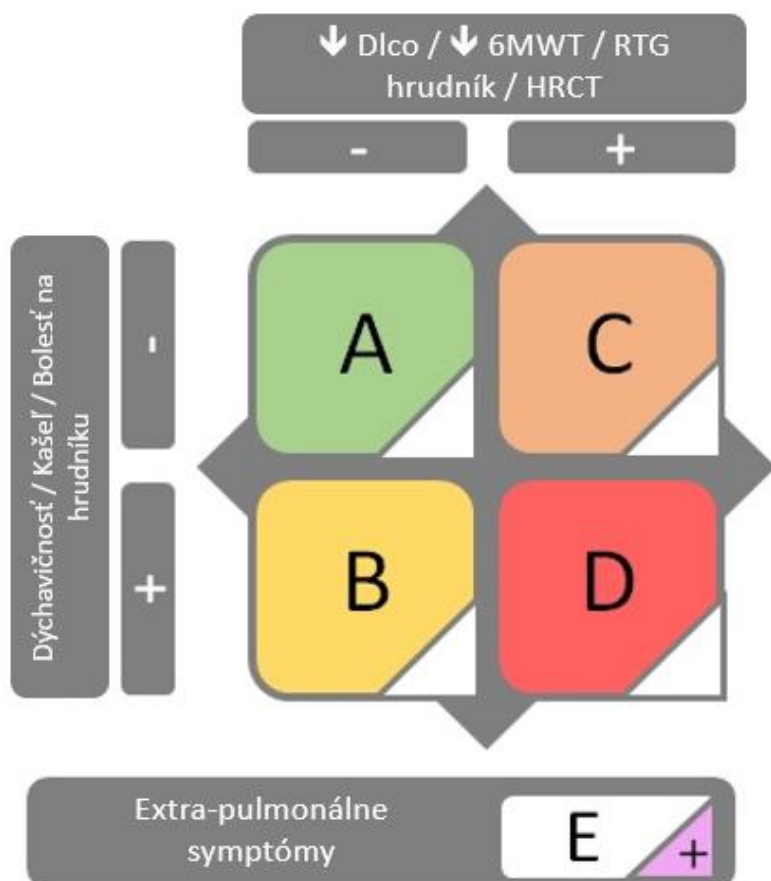 ↓ Dlco / ↓ 6MWT / RTG
hrudník / HRCT
-
+
Dýchavičnosť / Kašeľ / Bolesť na
hrudníku
-
+
A
C
B
D
Extra-pulmonálne
symptómy
E
+